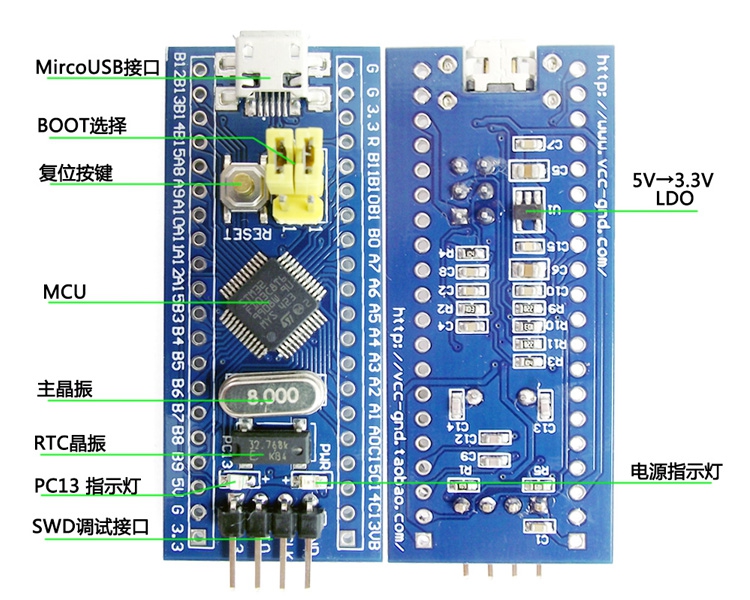 MircoUSB接口
BOOT选择
复位按键
MCU
主晶振
RTC晶振
PC13 指示灯
SWD调试接口
5V→3.3V
LDO
电源指示灯
RESET
8.000
32.768k
PC13
PWR
B12
B13
B14
B15
A8
A9
A10
A11
A12
A15
B3
B4
B5
B6
B7
B8
B9
5V
G
3.3
G
G
3.3
R
B11
B10
B1
B0
A7
A6
A5
A4
A3
A2
A1
A0
C15
C14
C13
VB
http://www.vcc-gnd.com/
http://vcc-gnd.taobao.com/
C7
C5
U1
C15
C6
C10
R9
R10
R11
R3
R4
C8
C2
R2
C4
C14
C13
C12
C9
R1
R5
C1